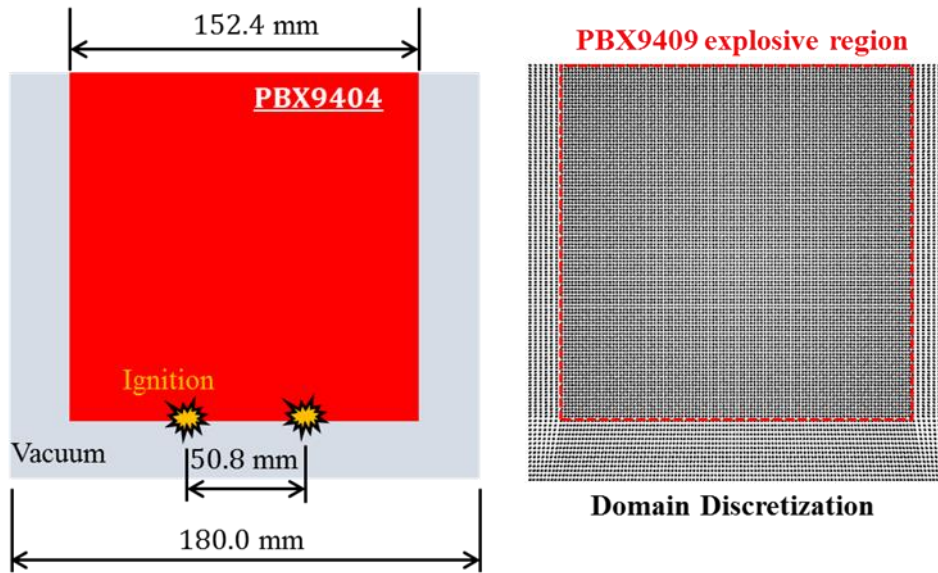 152.4 mm
PBX9404
Ignition
Vacuum
50.8 mm
180.0 mm
PBX9409 explosive region
Domain Discretization